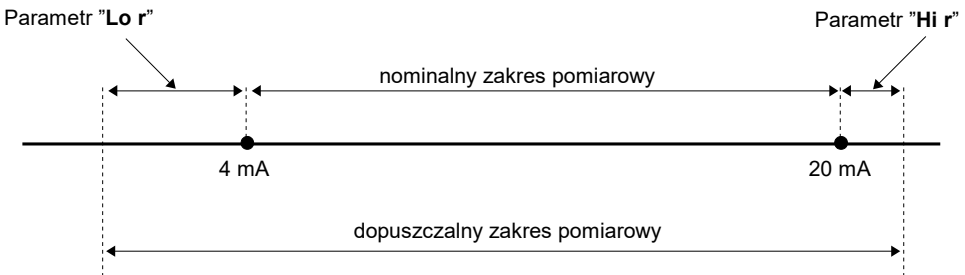 Parametr ”Lo r”
Parametr ”Hi r”
nominalny zakres pomiarowy
4 mA
20 mA
dopuszczalny zakres pomiarowy